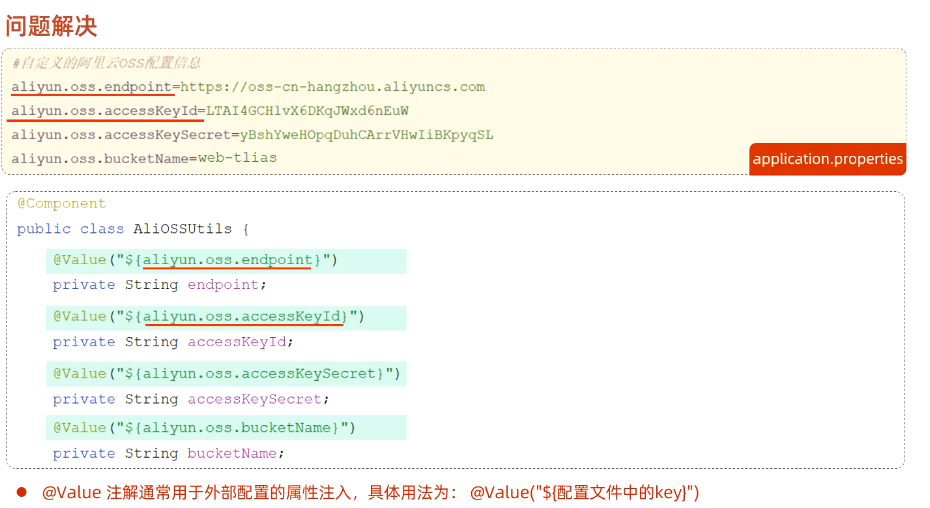 问题解决
#自定义的阿里云oss配置信息
aliyun.oss.endpoint=https://oss-cn-hangzhou.aliyuncs.com
aliyun.oss.accessKeyId=LTAI4GCHlvX6DKqJWxd6nEuW
aliyun.oss.accessKeySecret=yBshYweHOpqDuhCArrVHwIiBKpyqSL
aliyun.oss.bucketName=web-tlias
application.properties
@Component
public class AliOSSUtils {
@Value("${aliyun.oss.endpoint}")
private String endpoint;
@Value("${aliyun.oss.accessKeyId}")
private String accessKeyId;
@Value("${aliyun.oss.accessKeySecret}")
private String accessKeySecret;
@Value("${aliyun.oss.bucketName}")
private String bucketName;
● @Value 注解通常用于外部配置的属性注入，具体用法为： @Value("${配置文件中的key}")